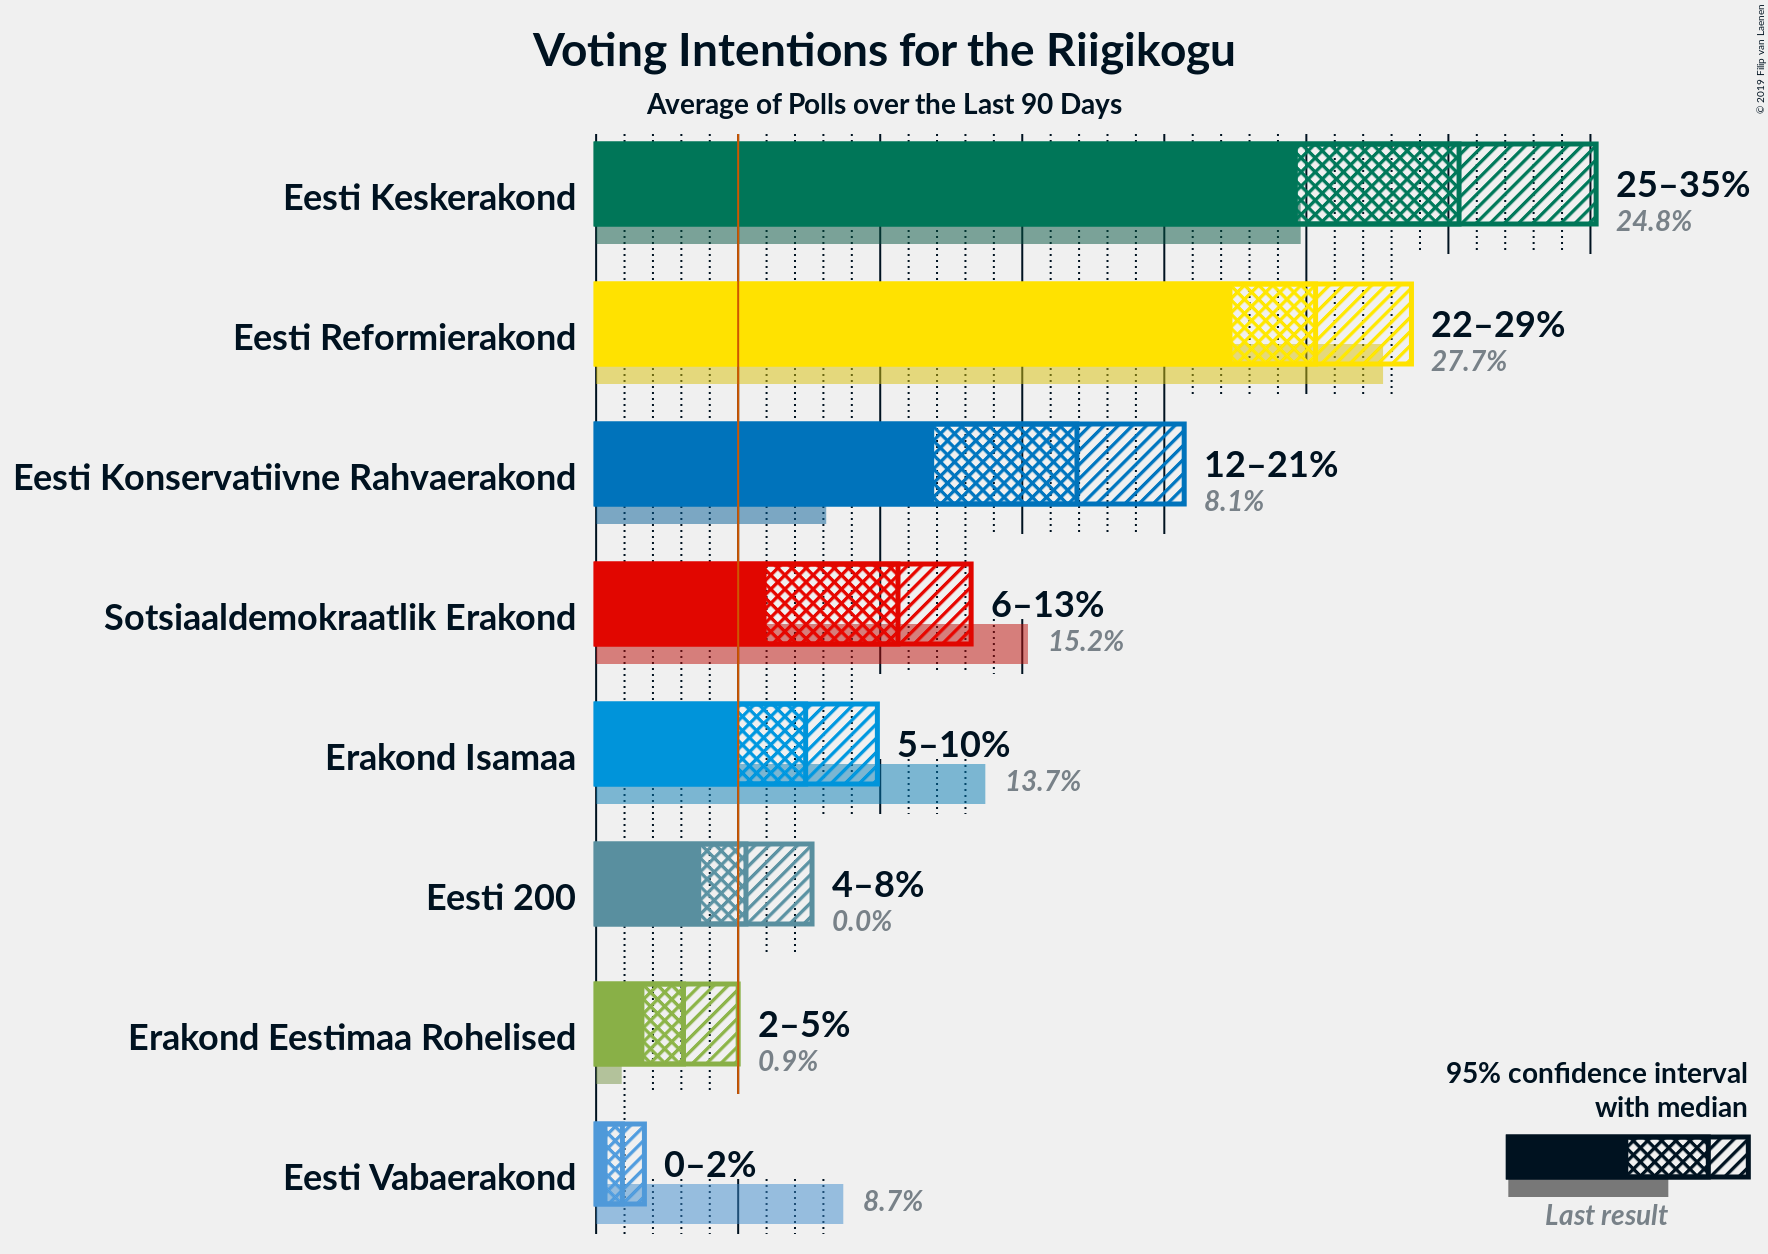 Voting Intentions for the Riigikogu
Average of Polls over the Last 90 Days
© 2019 Filip van Laenen
Eesti Keskerakond
25–35%
24.8%
Eesti Reformierakond
22–29%
27.7%
Eesti Konservatiivne Rahvaerakond
12–21%
8.1%
Sotsiaaldemokraatlik Erakond
6–13%
15.2%
Erakond Isamaa
5–10%
13.7%
Eesti 200
4–8%
0.0%
Erakond Eestimaa Rohelised
2–5%
0.9%
Eesti Vabaerakond
0–2%
8.7%
95% confidence interval
with median
Last result